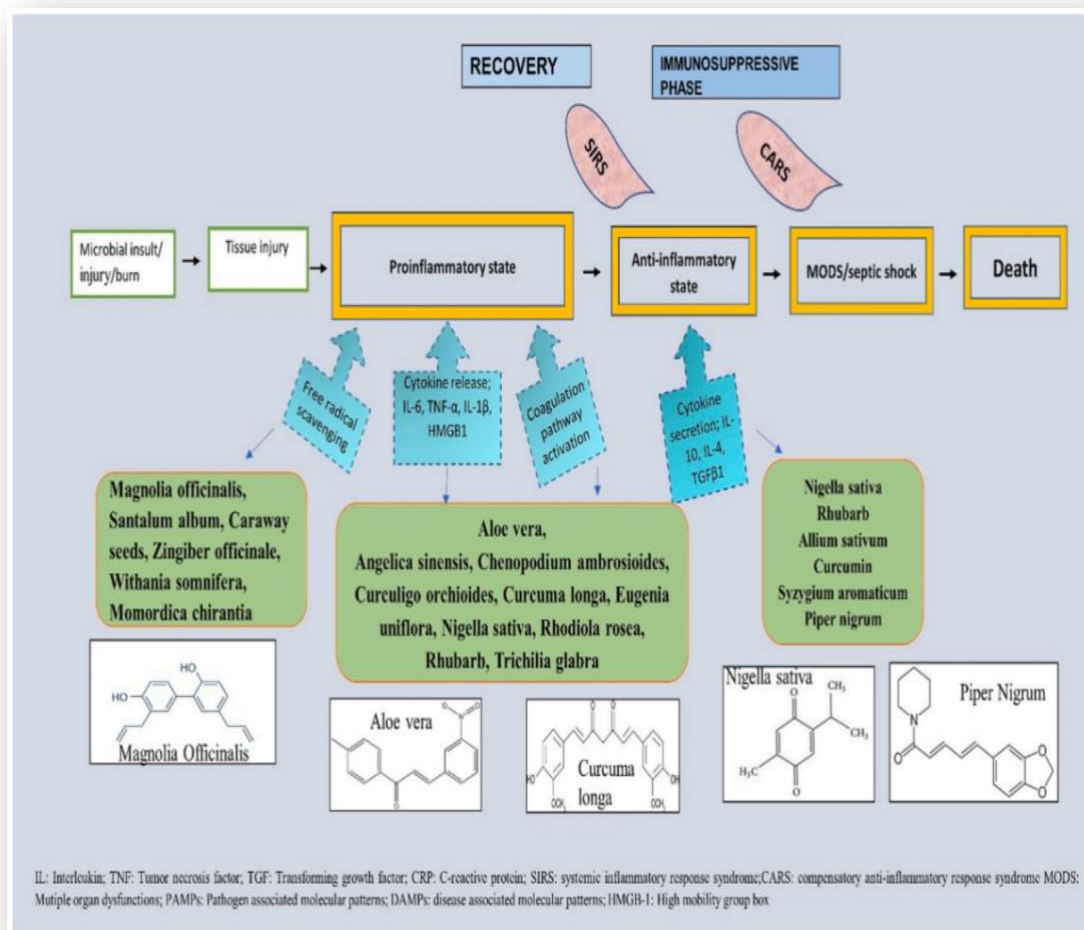 RECOVERY
IMMUNOSUPPRESSIVE
PHASE
SIRS
CARS
Microbial insult/
injury/burn
Tissue injury
Proinflammatory state
Anti-inflammatory
state
MODS/septic shock
Death
Free radical
scavenging
Cytokine release;
IL-6, TNF-α, IL-1β,
HMGB1
Coagulation
pathway
activation
Cytokine
secretion; IL-
10, IL-4,
TGFβ1
Magnolia officinalis,
Santalum album, Caraway
seeds, Zingiber officinale,
Withania somnifera,
Momordica chirantia
Aloe vera,
Angelica sinensis, Chenopodium ambrosioides,
Curculigo orchioides, Curcuma longa, Eugenia
uniflora, Nigella sativa, Rhodiola rosea,
Rhubarb, Trichilia glabra
Nigella sativa
Rhubarb
Allium sativum
Curcumin
Syzygium aromaticum
Piper nigrum
HO
HO
Magnolia Officinalis
Aloe vera
O
N
O
O
O
O
Curcuma
longa
HO
OH
OCH₃
OCH₃
Nigella sativa
O
CH₃
CH₃
H₃C
O
Piper Nigrum
N
O
O
O
IL: Interleukin; TNF: Tumor necrosis factor; TGF: Transforming growth factor; CRP: C-reactive protein; SIRS: systemic inflammatory response syndrome;CARS: compensatory anti-inflammatory response syndrome MODS:
Mutiple organ dysfunctions; PAMPs: Pathogen associated molecular patterns; DAMPs: disease associated molecular patterns; HMGB-1: High mobility group box